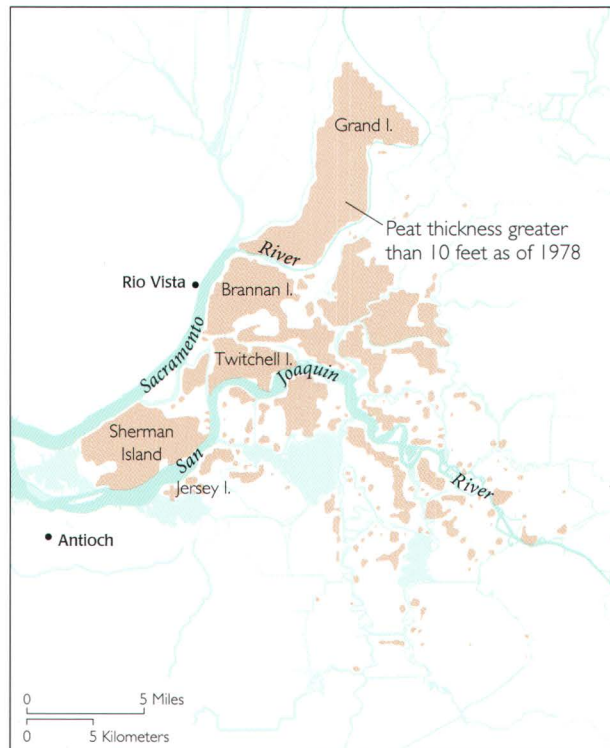 Grand I.
Peat thickness greater
than 10 feet as of 1978
River
Rio Vista
Brannan I.
Sacramento
Twitchell I.
Joaquin
Sherman
Island
San
Jersey I.
River
Antioch
0 5 Miles
0 5 Kilometers